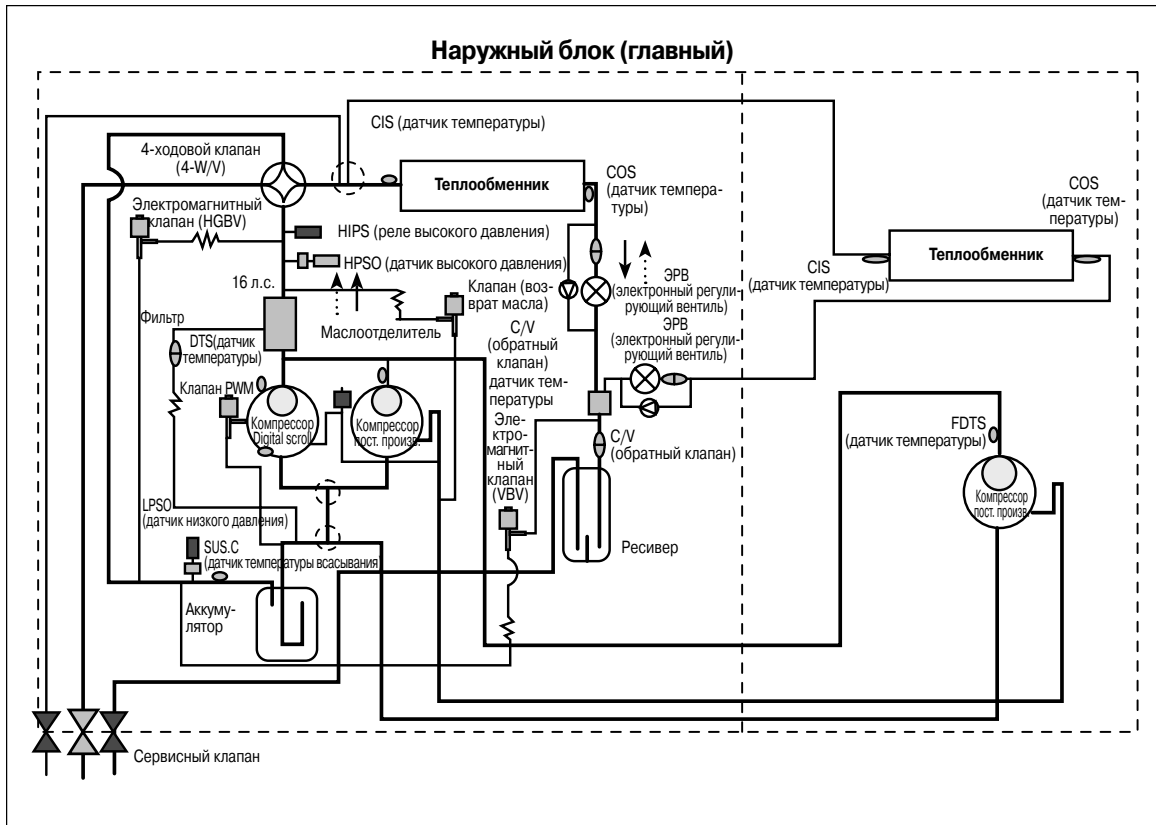 Наружный блок (главный)
CIS (датчик температуры)
4-ходовой клапан
(4-W/V)
Теплообменник
COS
(датчик темпера-
туры)
COS
(датчик тем-
пературы)
Электромагнитный
клапан (HGBV)
HIPS (реле высокого давления)
HPSO (датчик высокого давления)
Теплообменник
CIS
(датчик температуры)
ЭРВ
(электронный регули-
рующий вентиль)
16 л.с.
Клапан (воз-
врат масла)
Фильтр
Маслоотделитель
C/V
(обратный
клапан)
датчик тем-
пературы
ЭРВ
(электронный регули-
рующий вентиль)
DTS(датчик
температуры)
Клапан PWM
Компрессор
Digital scroll
Компрессор
пост. произв.
Элек-
тромаг-
нитный
клапан
(VBV)
C/V
(обратный клапан)
FDTS
(датчик температуры)
Компрессор
пост. произв.
LPSO
(датчик низкого давления)
SUS.C
(датчик температуры всасывания)
Ресивер
Аккуму-
лятор
Сервисный клапан